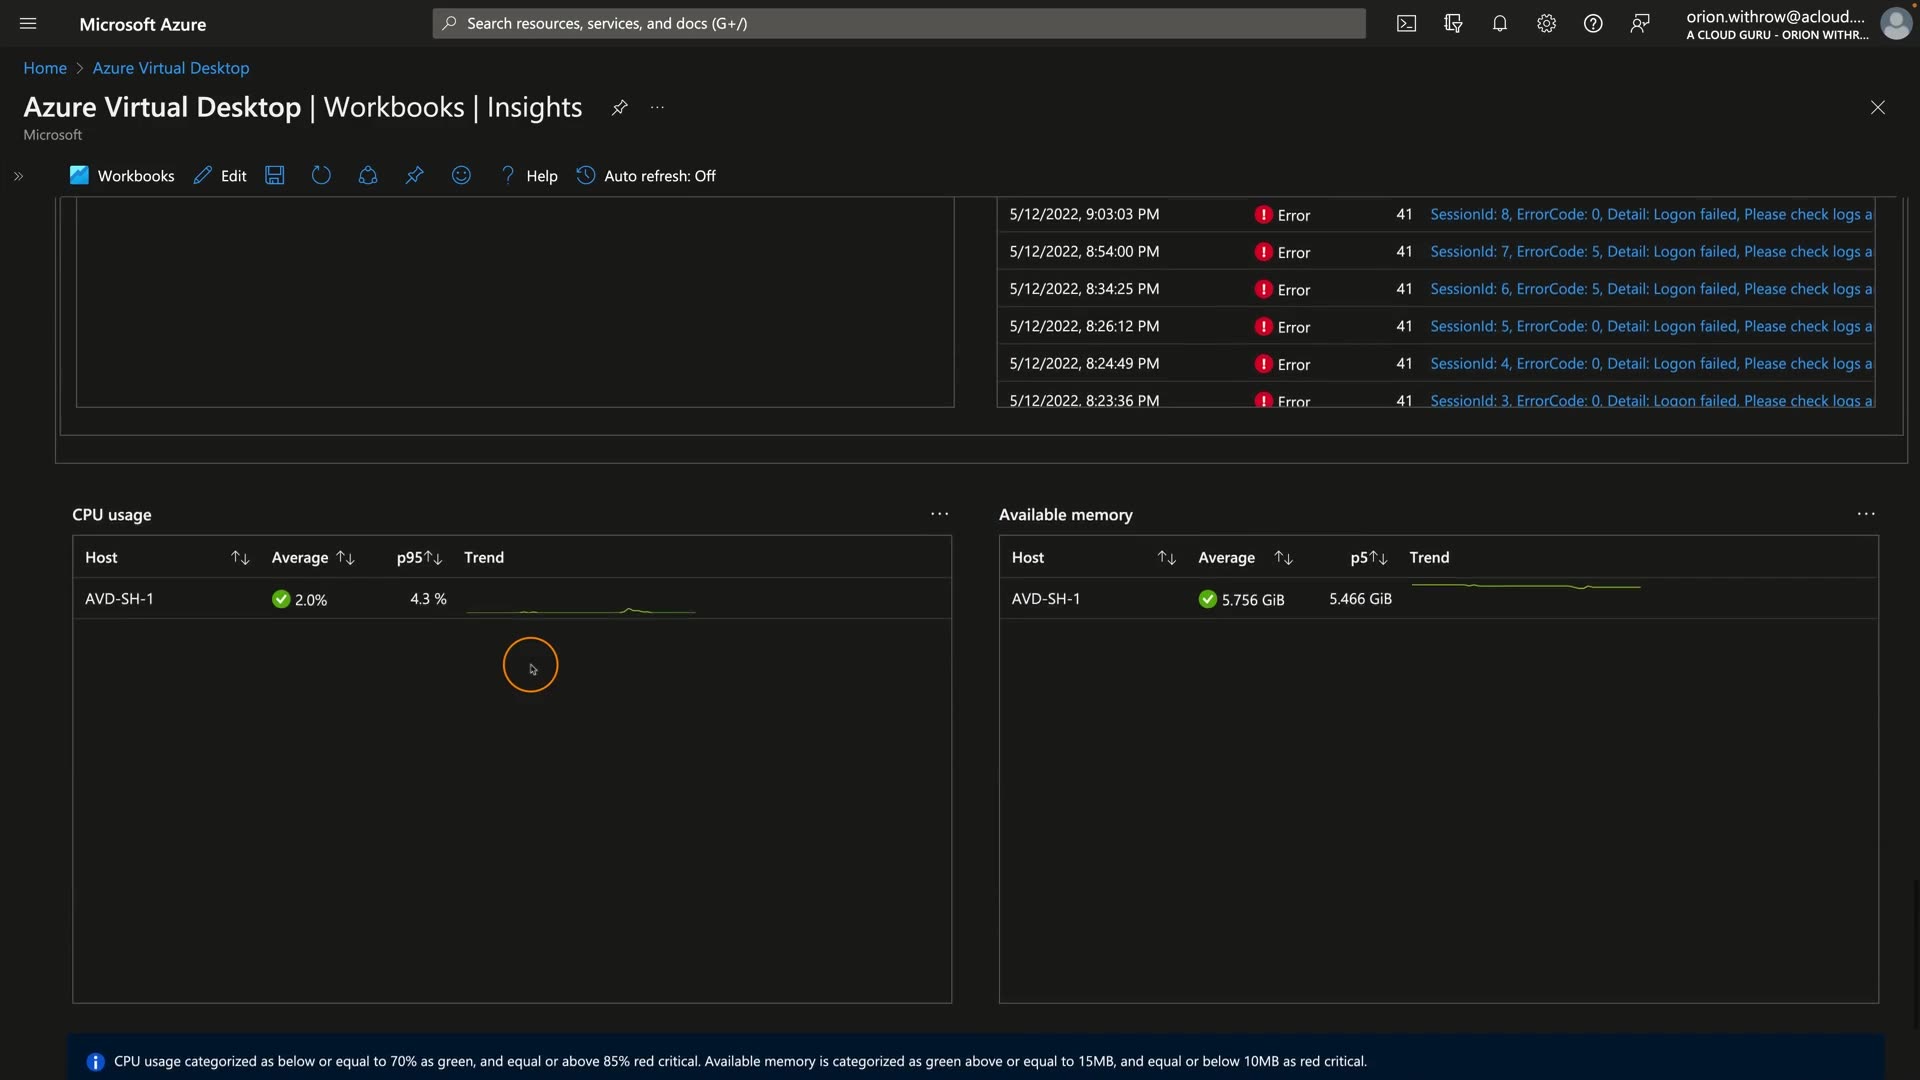 Microsoft Azure
Search resources, services, and docs (G+/)
orion.withrow@acloud....
A CLOUD GURU - ORION WITHR...
Home > Azure Virtual Desktop
Azure Virtual Desktop | Workbooks | Insights
Microsoft
Workbooks Edit Help Auto refresh: Off
5/12/2022, 9:03:03 PM Error 41 SessionId: 8, ErrorCode: 0, Detail: Logon failed, Please check logs a
5/12/2022, 8:54:00 PM Error 41 SessionId: 7, ErrorCode: 5, Detail: Logon failed, Please check logs a
5/12/2022, 8:34:25 PM Error 41 SessionId: 6, ErrorCode: 5, Detail: Logon failed, Please check logs a
5/12/2022, 8:26:12 PM Error 41 SessionId: 5, ErrorCode: 0, Detail: Logon failed, Please check logs a
5/12/2022, 8:24:49 PM Error 41 SessionId: 4, ErrorCode: 0, Detail: Logon failed, Please check logs a
5/12/2022, 8:23:36 PM Error 41 SessionId: 3, ErrorCode: 0, Detail: Logon failed, Please check logs a
CPU usage
Host Average p95 Trend
AVD-SH-1 2.0% 4.3 %
Available memory
Host Average p5 Trend
AVD-SH-1 5.756 GiB 5.466 GiB
CPU usage categorized as below or equal to 70% as green, and equal or above 85% red critical. Available memory is categorized as green above or equal to 15MB, and equal or below 10MB as red critical.